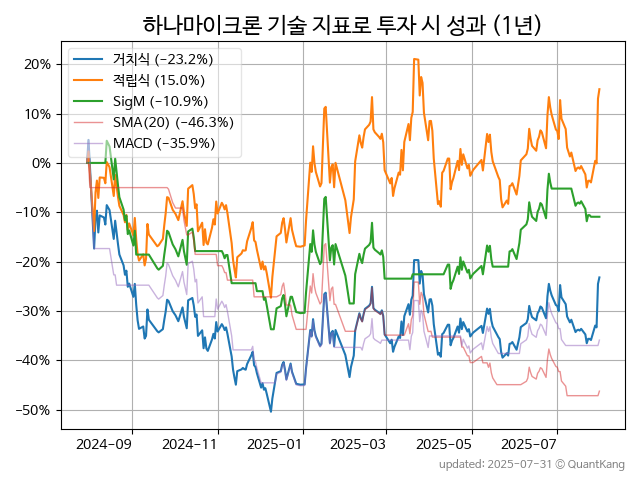 하나마이크론 기술 지표로 투자 시 성과 (1년)
거치식 (−23.2%)
적립식 (15.0%)
SigM (−10.9%)
SMA(20) (−46.3%)
MACD (−35.9%)
20%
10%
0%
−10%
−20%
−30%
−40%
−50%
2024−09 2024−11 2025−01 2025−03 2025−05 2025−07
updated: 2025-07-31 © QuantKang